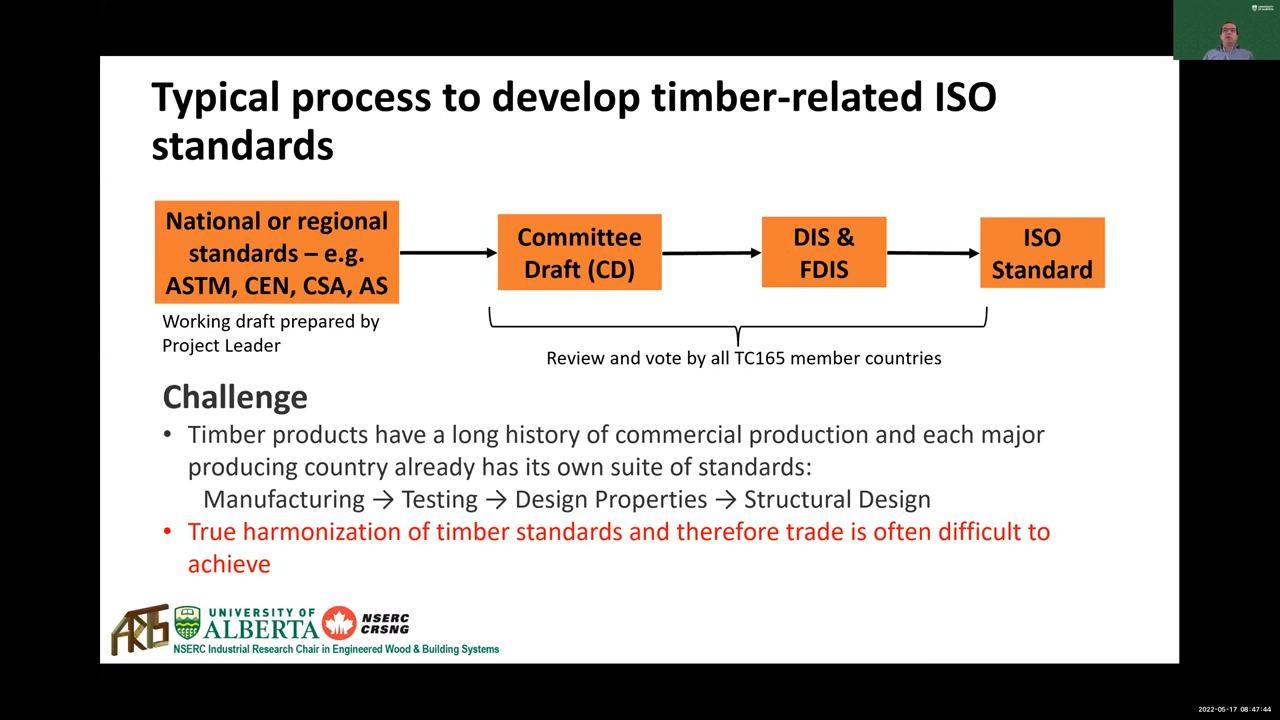 UNIVERSITY
OF ALBERTA
Typical process to develop timber-related ISO
standards
National or regional
standards – e.g.
ASTM, CEN, CSA, AS
Committee
Draft (CD)
DIS &
FDIS
ISO
Standard
Working draft prepared by
Project Leader
Review and vote by all TC165 member countries
Challenge
• Timber products have a long history of commercial production and each major
producing country already has its own suite of standards:
Manufacturing → Testing → Design Properties → Structural Design
• True harmonization of timber standards and therefore trade is often difficult to
achieve
UNIVERSITY OF
ALBERTA
NSERC
CRSNG
NSERC Industrial Research Chair in Engineered Wood & Building Systems
2022-05-17 08:47:44